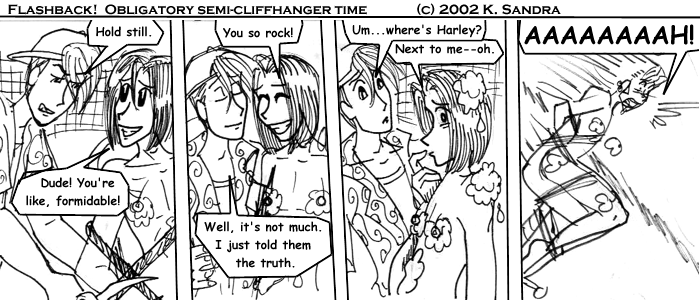 FLASHBACK! OBLIGATORY SEMI-CLIFFHANGER TIME (C) 2002 K. SANDRA
Hold still.
Dude! You're
like, formidable!
You so rock!
Well, it's not much.
I just told them
the truth.
Um...where's Harley?
Next to me--oh.
AAAAAAAAH!